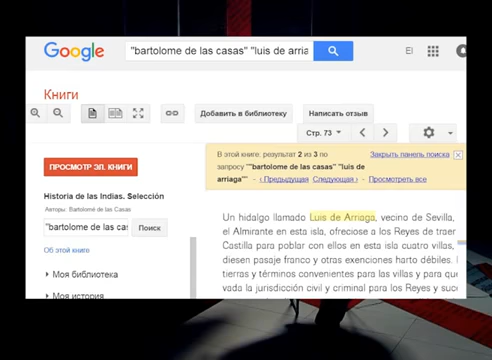 Google
"bartolome de las casas" "luis de arria
El
Книги
Добавить в библиотеку
Написать отзыв
Стр. 73
В этой книге: результат 2 из 3 по
запросу ""bartolome de las casas" "luis de
arriaga"" - ‹ Предыдущая Следующая › - Просмотреть все
Закрыть панель поиска
ПРОСМОТР ЭЛ. КНИГИ
Historia de las Indias. Selección
Авторы: Bartolomé de las Casas
"bartolome de las cas
Поиск
Об этой книге
Моя библиотека
Моя история
Un hidalgo llamado Luis de Arriaga, vecino de Sevilla,
el Almirante en esta isla, ofreciose a los Reyes de traer
Castilla para poblar con ellos en esta isla cuatro villas,
diesen pasaje franco y otras exenciones harto débiles.
tierras y términos convenientes para las villas y para que
vada la jurisdicción civil y criminal para los Reyes y suc